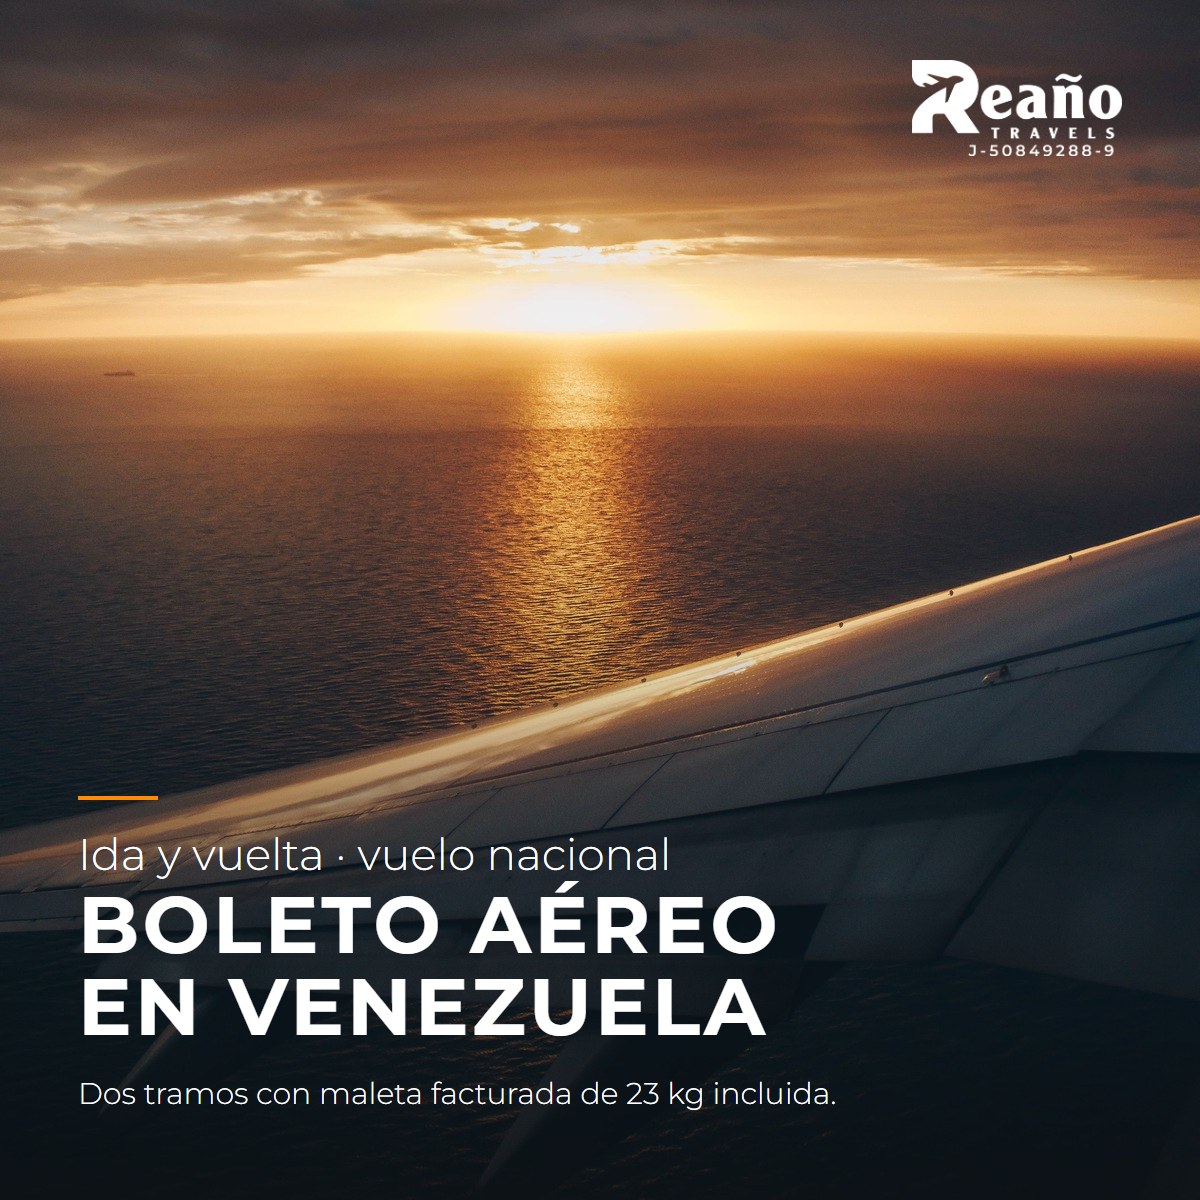 Reaño
TRAVELS
J-50849288-9
Ida y vuelta · vuelo nacional
BOLETO AÉREO
EN VENEZUELA
Dos tramos con maleta facturada de 23 kg incluida.